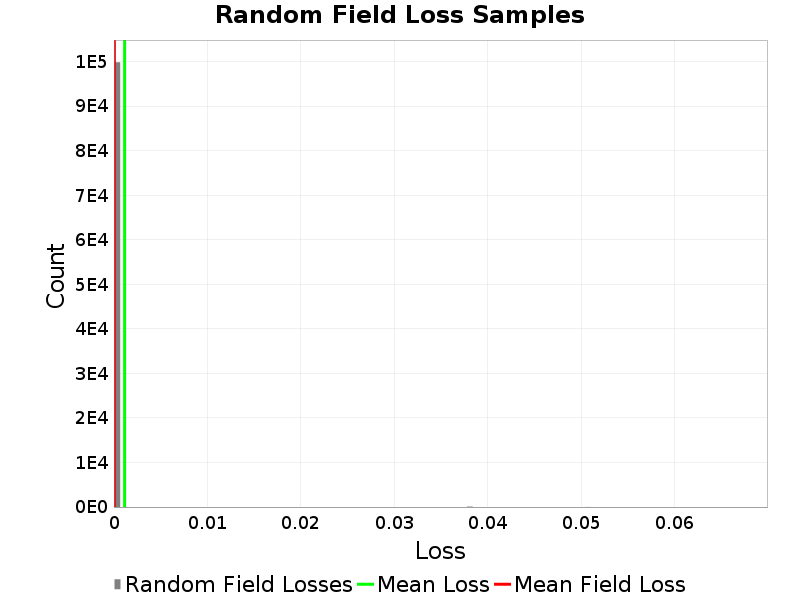 Random Field Loss Samples
1E5
9E4
8E4
7E4
6E4
5E4
4E4
3E4
2E4
1E4
0E0
Count
0 0.01 0.02 0.03 0.04 0.05 0.06
Loss
Random Field Losses Mean Loss Mean Field Loss